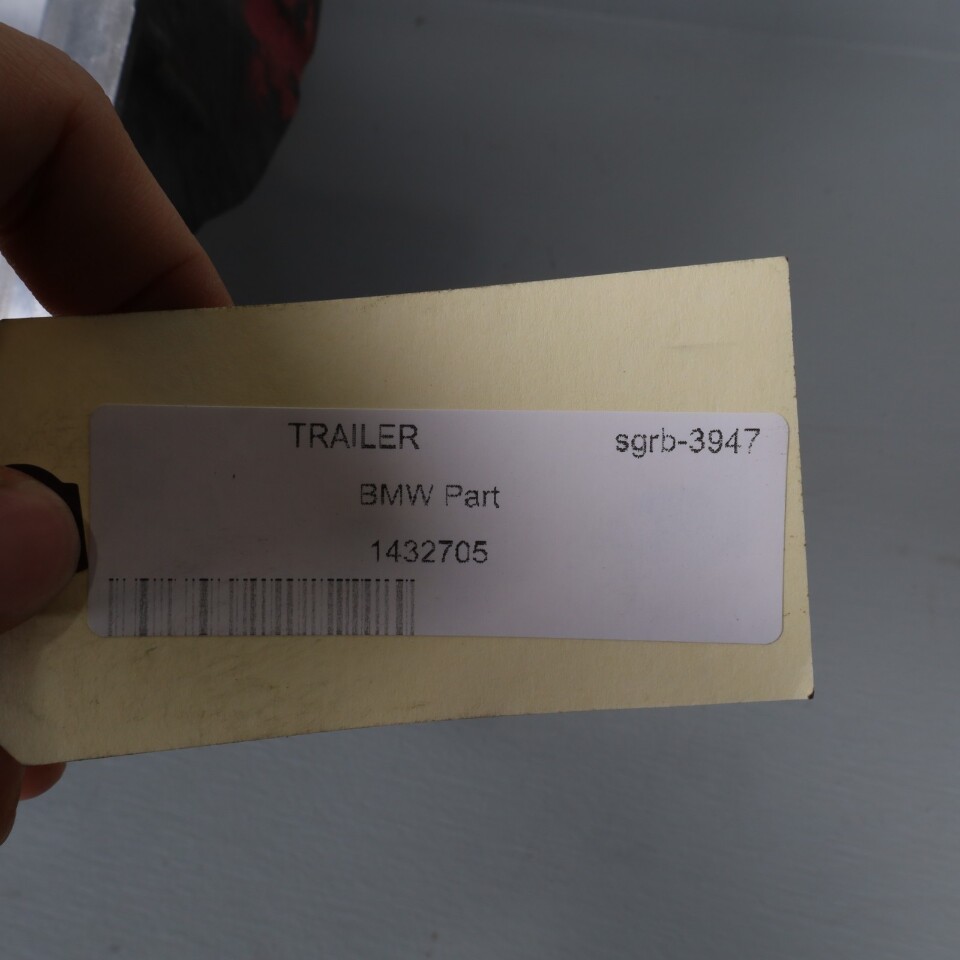 TRAILER sgrb-3947
BMW Part
1432705